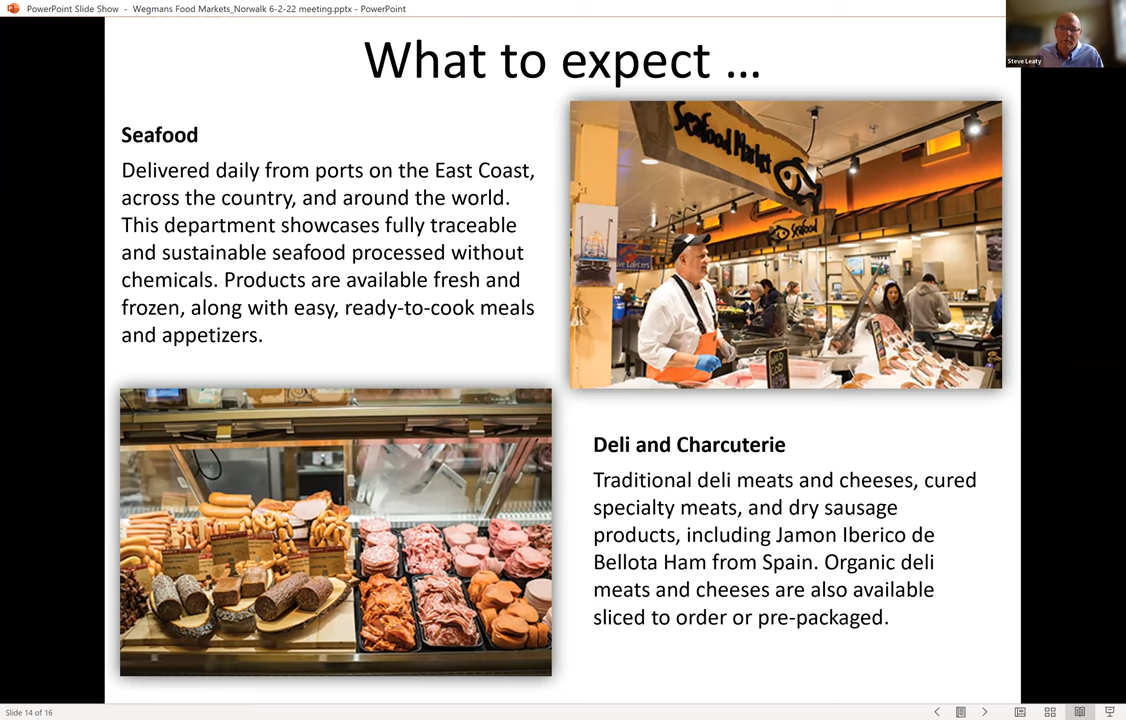 PowerPoint Slide Show - Wegmans Food Markets_Norwalk 6-2-22 meeting.pptx - PowerPoint
Steve Leaty
What to expect ...
Seafood
Delivered daily from ports on the East Coast,
across the country, and around the world.
This department showcases fully traceable
and sustainable seafood processed without
chemicals. Products are available fresh and
frozen, along with easy, ready-to-cook meals
and appetizers.
Seafood Market
Seafood
Live Lobsters
WILD
COD
Deli and Charcuterie
Traditional deli meats and cheeses, cured
specialty meats, and dry sausage
products, including Jamon Iberico de
Bellota Ham from Spain. Organic deli
meats and cheeses are also available
sliced to order or pre-packaged.
Slide 14 of 16